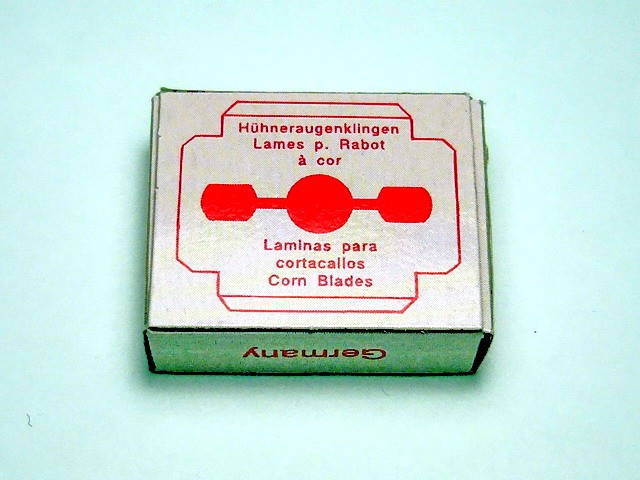 Hühneraugenklingen
Lames p. Rabot
à cor
Laminas para
cortacallos
Corn Blades
Germany